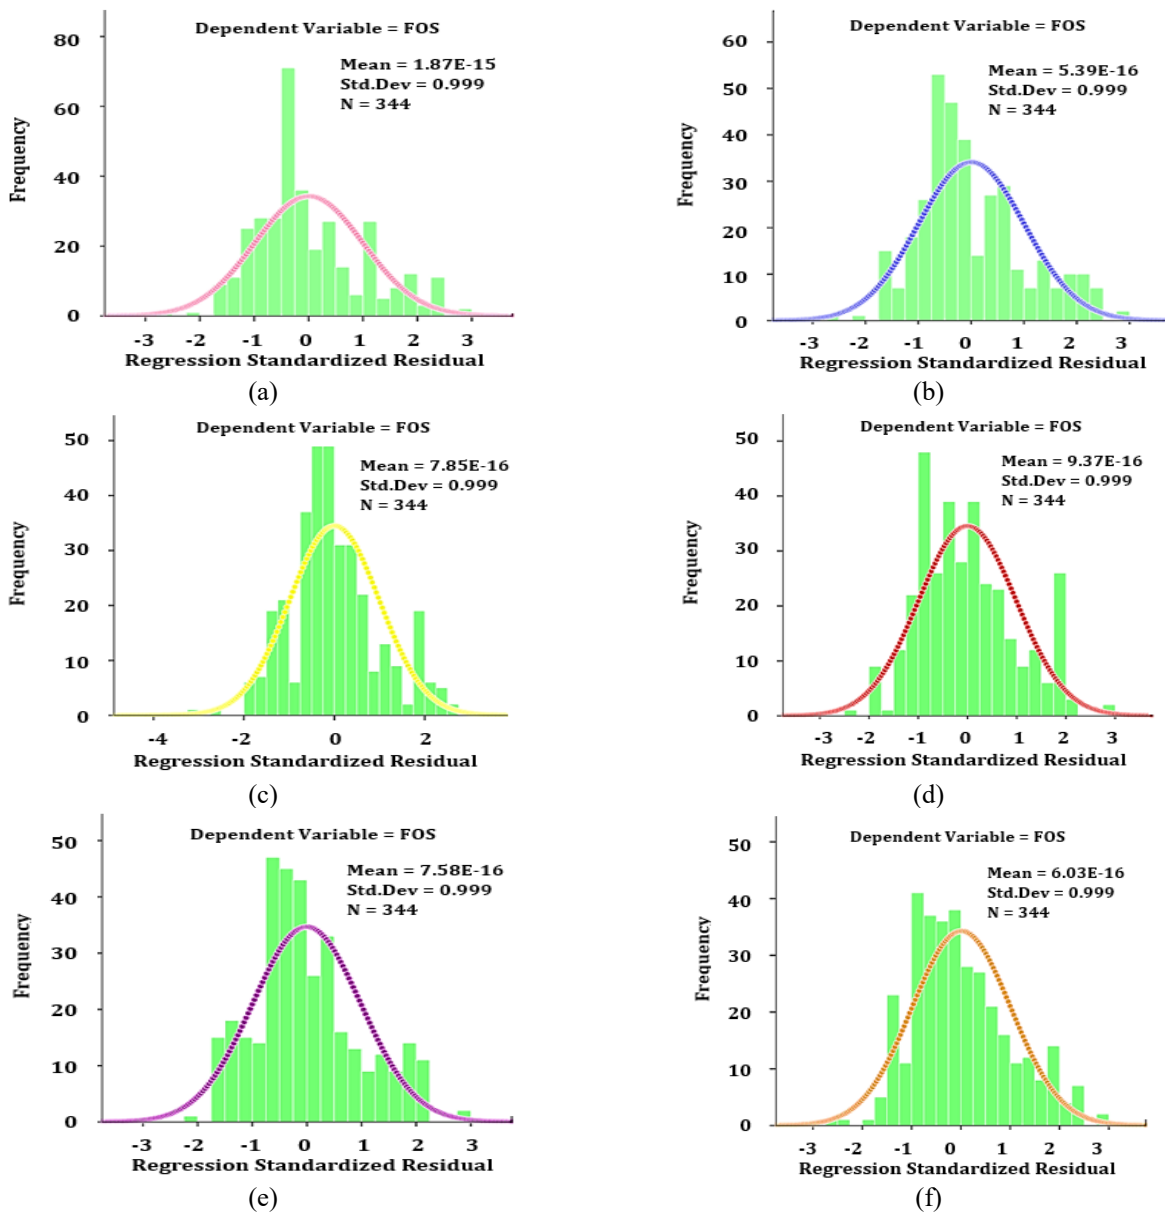 Dependent Variable = FOS
Mean = 1.87E-15
Std.Dev = 0.999
N = 344
Frequency
80
60
40
20
0
-3 -2 -1 0 1 2 3
Regression Standardized Residual
(a)
Dependent Variable = FOS
Mean = 5.39E-16
Std.Dev = 0.999
N = 344
Frequency
60
50
40
30
20
10
0
-3 -2 -1 0 1 2 3
Regression Standardized Residual
(b)
Dependent Variable = FOS
Mean = 7.85E-16
Std.Dev = 0.999
N = 344
Frequency
50
40
30
20
10
0
-4 -2 0 2
Regression Standardized Residual
(c)
Dependent Variable = FOS
Mean = 9.37E-16
Std.Dev = 0.999
N = 344
Frequency
50
40
30
20
10
0
-3 -2 -1 0 1 2 3
Regression Standardized Residual
(d)
Dependent Variable = FOS
Mean = 7.58E-16
Std.Dev = 0.999
N = 344
Frequency
50
40
30
20
10
0
-3 -2 -1 0 1 2 3
Regression Standardized Residual
(e)
Dependent Variable = FOS
Mean = 6.03E-16
Std.Dev = 0.999
N = 344
Frequency
50
40
30
20
10
0
-3 -2 -1 0 1 2 3
Regression Standardized Residual
(f)